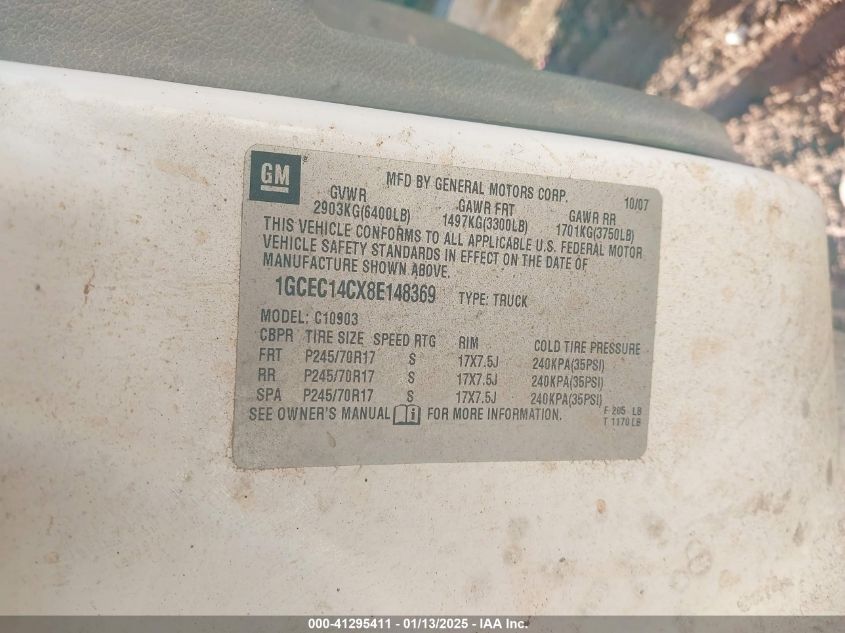 GM ®
MFD BY GENERAL MOTORS CORP. 10/07
GVWR GAWR FRT GAWR RR
2903KG(6400LB) 1497KG(3300LB) 1701KG(3750LB)
THIS VEHICLE CONFORMS TO ALL APPLICABLE U.S. FEDERAL MOTOR
VEHICLE SAFETY STANDARDS IN EFFECT ON THE DATE OF
MANUFACTURE SHOWN ABOVE.
1GCEC14CX8E148369 TYPE: TRUCK
MODEL: C10903
CBPR TIRE SIZE SPEED RTG RIM COLD TIRE PRESSURE
FRT P245/70R17 S 17X7.5J 240KPA(35PSI)
RR P245/70R17 S 17X7.5J 240KPA(35PSI)
SPA P245/70R17 S 17X7.5J 240KPA(35PSI)
SEE OWNER'S MANUAL FOR MORE INFORMATION.
F 205 LB
T 1170 LB
000-41295411 - 01/13/2025 - IAA Inc.